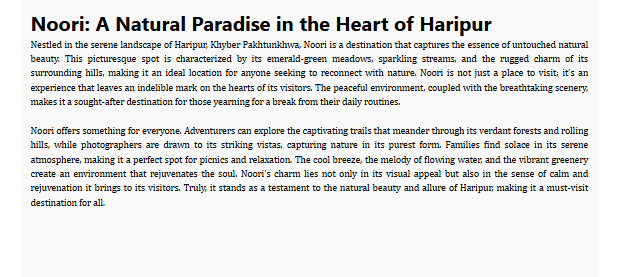 Noori: A Natural Paradise in the Heart of Haripur
Nestled in the serene landscape of Haripur, Khyber Pakhtunkhwa, Noori is a destination that captures the essence of untouched natural
beauty. This picturesque spot is characterized by its emerald-green meadows, sparkling streams, and the rugged charm of its
surrounding hills, making it an ideal location for anyone seeking to reconnect with nature. Noori is not just a place to visit; it's an
experience that leaves an indelible mark on the hearts of its visitors. The peaceful environment, coupled with the breathtaking scenery,
makes it a sought-after destination for those yearning for a break from their daily routines.
Noori offers something for everyone. Adventurers can explore the captivating trails that meander through its verdant forests and rolling
hills, while photographers are drawn to its striking vistas, capturing nature in its purest form. Families find solace in its serene
atmosphere, making it a perfect spot for picnics and relaxation. The cool breeze, the melody of flowing water, and the vibrant greenery
create an environment that rejuvenates the soul. Noori's charm lies not only in its visual appeal but also in the sense of calm and
rejuvenation it brings to its visitors. Truly, it stands as a testament to the natural beauty and allure of Haripur, making it a must-visit
destination for all.